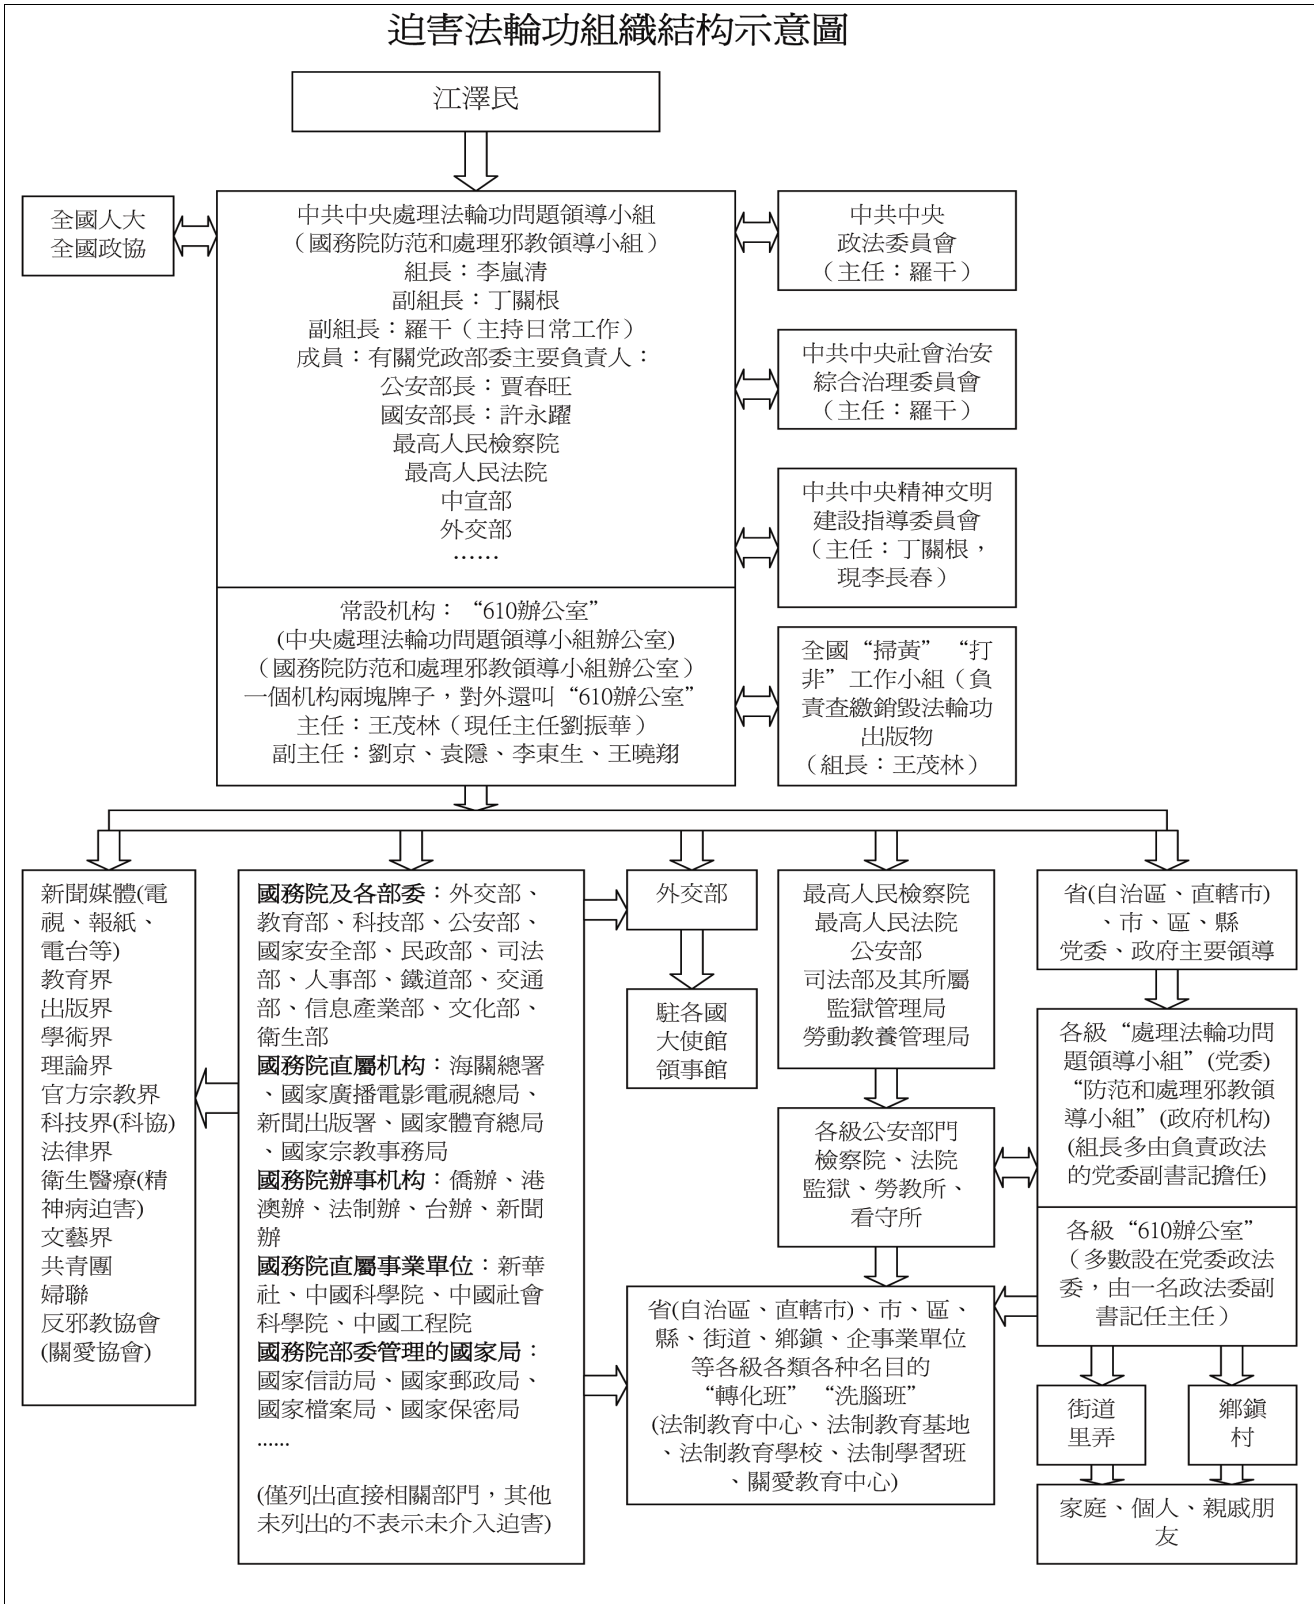 迫害法輪功組織結构示意圖
江澤民
全國人大
全國政協
中共中央處理法輪功問題領導小組
（國務院防范和處理邪教領導小組）
組長：李嵐清
副組長：丁關根
副組長：羅干（主持日常工作）
成員：有關党政部委主要負責人：
公安部長：賈春旺
國安部長：許永躍
最高人民檢察院
最高人民法院
中宣部
外交部
……
常設机构：“610辦公室”
(中央處理法輪功問題領導小組辦公室)
（國務院防范和處理邪教領導小組辦公室）
一個机构兩塊牌子，對外還叫“610辦公室”
主任：王茂林（現任主任劉振華）
副主任：劉京、袁隱、李東生、王曉翔
中共中央
政法委員會
（主任：羅干）
中共中央社會治安
綜合治理委員會
（主任：羅干）
中共中央精神文明
建設指導委員會
（主任：丁關根，
現李長春）
全國“掃黃”“打
非”工作小組（負
責查繳銷毀法輪功
出版物
（組長：王茂林）
新聞媒體(電
視、報紙、
電台等)
教育界
出版界
學術界
理論界
官方宗教界
科技界(科協)
法律界
衛生醫療(精
神病迫害)
文藝界
共青團
婦聯
反邪教協會
(關愛協會)
國務院及各部委：外交部、
教育部、科技部、公安部、
國家安全部、民政部、司法
部、人事部、鐵道部、交通
部、信息產業部、文化部、
衛生部
國務院直屬机构：海關總署
、國家廣播電影電視總局、
新聞出版署、國家體育總局
、國家宗教事務局
國務院辦事机构：僑辦、港
澳辦、法制辦、台辦、新聞
辦
國務院直屬事業單位：新華
社、中國科學院、中國社會
科學院、中國工程院
國務院部委管理的國家局：
國家信訪局、國家郵政局、
國家檔案局、國家保密局
......
(僅列出直接相關部門，其他
未列出的不表示未介入迫害)
外交部
駐各國
大使館
領事館
最高人民檢察院
最高人民法院
公安部
司法部及其所屬
監獄管理局
勞動教養管理局
各級公安部門
檢察院、法院
監獄、勞教所、
看守所
省(自治區、直轄市)、市、區、
縣、街道、鄉鎮、企事業單位
等各級各類各种名目的
“轉化班”“洗腦班”
(法制教育中心、法制教育基地
、法制教育學校、法制學習班
、關愛教育中心)
省(自治區、直轄市)
、市、區、縣
党委、政府主要領導
各級“處理法輪功問
題領導小組”(党委)
“防范和處理邪教領
導小組”(政府机构)
(組長多由負責政法
的党委副書記擔任)
各級“610辦公室”
（多數設在党委政法
委，由一名政法委副
書記任主任）
街道
里弄
鄉鎮
村
家庭、個人、親戚朋
友